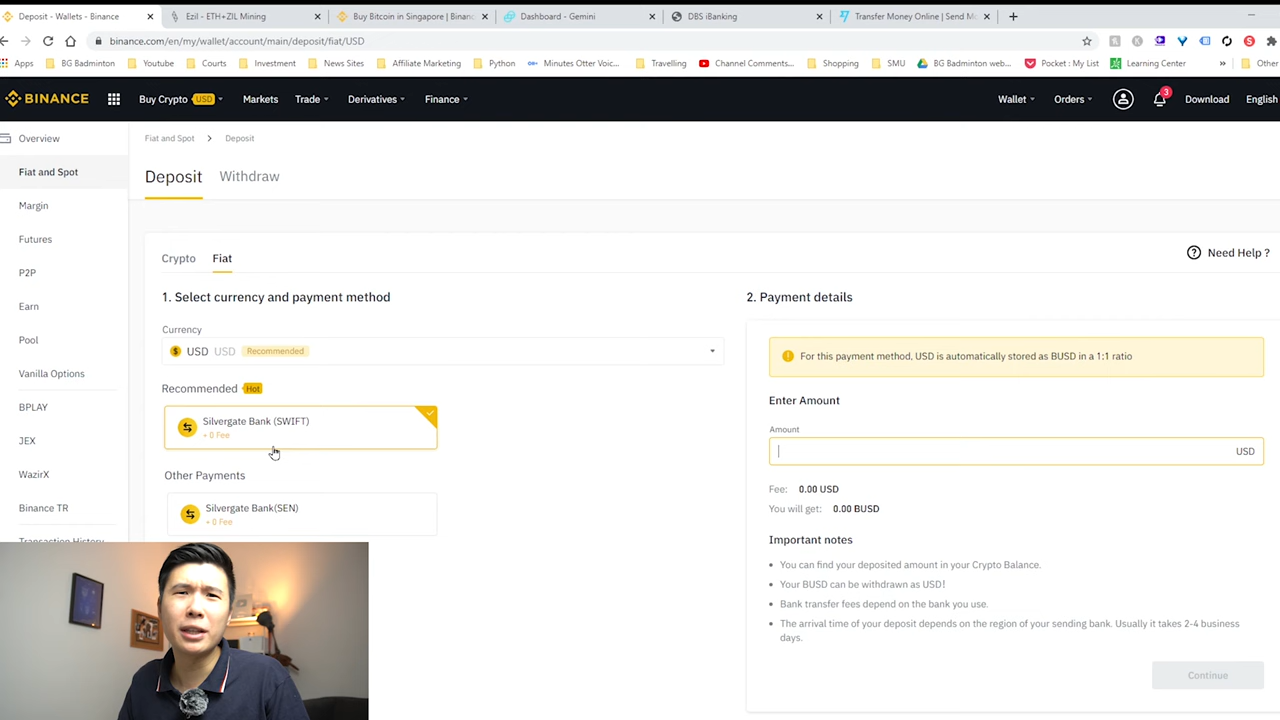 Deposit - Wallets - Binance
Ezil - ETH+ZIL Mining
Buy Bitcoin in Singapore | Binanc
Dashboard - Gemini
DBS iBanking
Transfer Money Online | Send Mo
binance.com/en/my/wallet/account/main/deposit/fiat/USD
Apps BG Badminton Youtube Courts Investment News Sites Affiliate Marketing Python Minutes Otter Voic... Travelling Channel Comments... Shopping SMU BG Badminton web... Pocket : My List Learning Center » Other
BINANCE Buy Crypto USD Markets Trade Derivatives Finance Wallet Orders 3 Download English
Overview
Fiat and Spot
Margin
Futures
P2P
Earn
Pool
Vanilla Options
BPLAY
JEX
WazirX
Binance TR
Transaction History
Fiat and Spot > Deposit
Deposit Withdraw
Crypto Fiat
Need Help ?
1. Select currency and payment method
Currency
USD USD Recommended
Recommended Hot
Silvergate Bank (SWIFT)
+ 0 Fee
Other Payments
Silvergate Bank(SEN)
+ 0 Fee
2. Payment details
For this payment method, USD is automatically stored as BUSD in a 1:1 ratio
Enter Amount
Amount
USD
Fee: 0.00 USD
You will get: 0.00 BUSD
Important notes
• You can find your deposited amount in your Crypto Balance.
• Your BUSD can be withdrawn as USD!
• Bank transfer fees depend on the bank you use.
• The arrival time of your deposit depends on the region of your sending bank. Usually it takes 2-4 business
days.
Continue